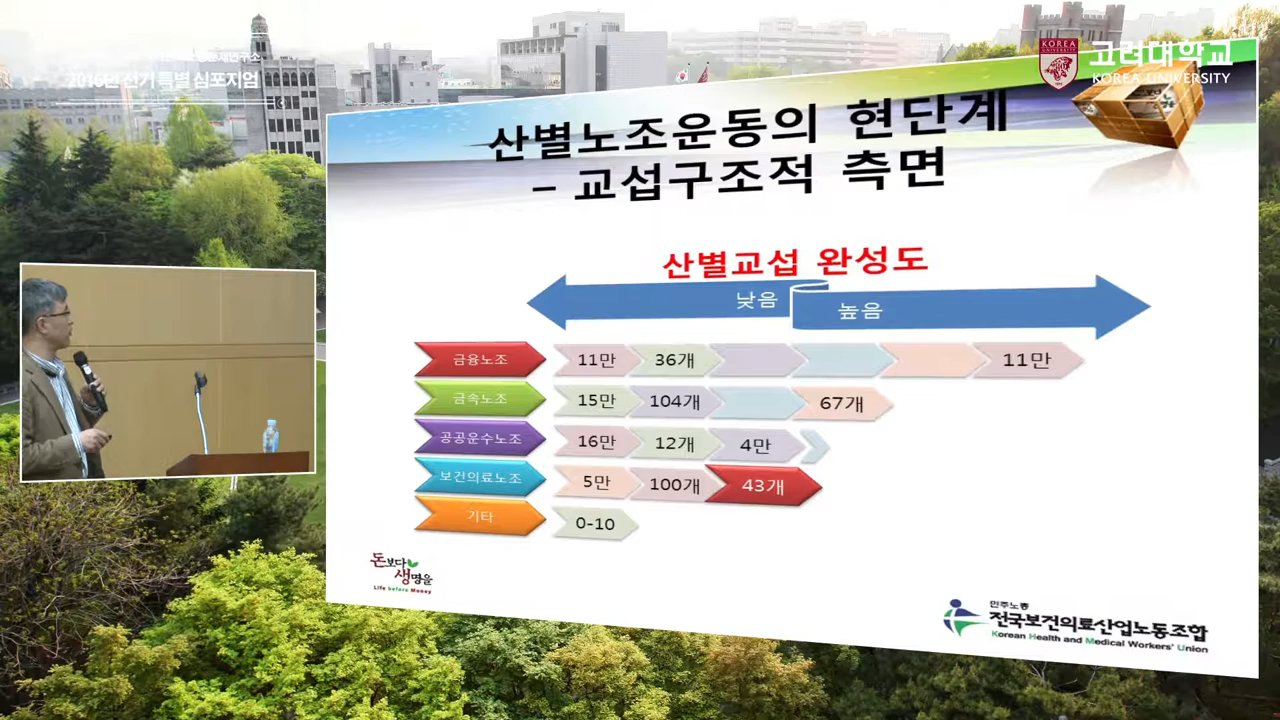 2016년 전기 특별 심포지엄
KOREA
UNIVERSITY
고려대학교
KOREA UNIVERSITY
산별노조운동의 현단계
– 교섭구조적 측면
산별교섭 완성도
낮음
높음
금융노조 11만 36개 11만
금속노조 15만 104개 67개
공공운수노조 16만 12개 4만
보건의료노조 5만 100개 43개
기타 0-10
돈보다
생명을
Life before Money
민주노총
전국보건의료산업노동조합
Korean Health and Medical Workers' Union